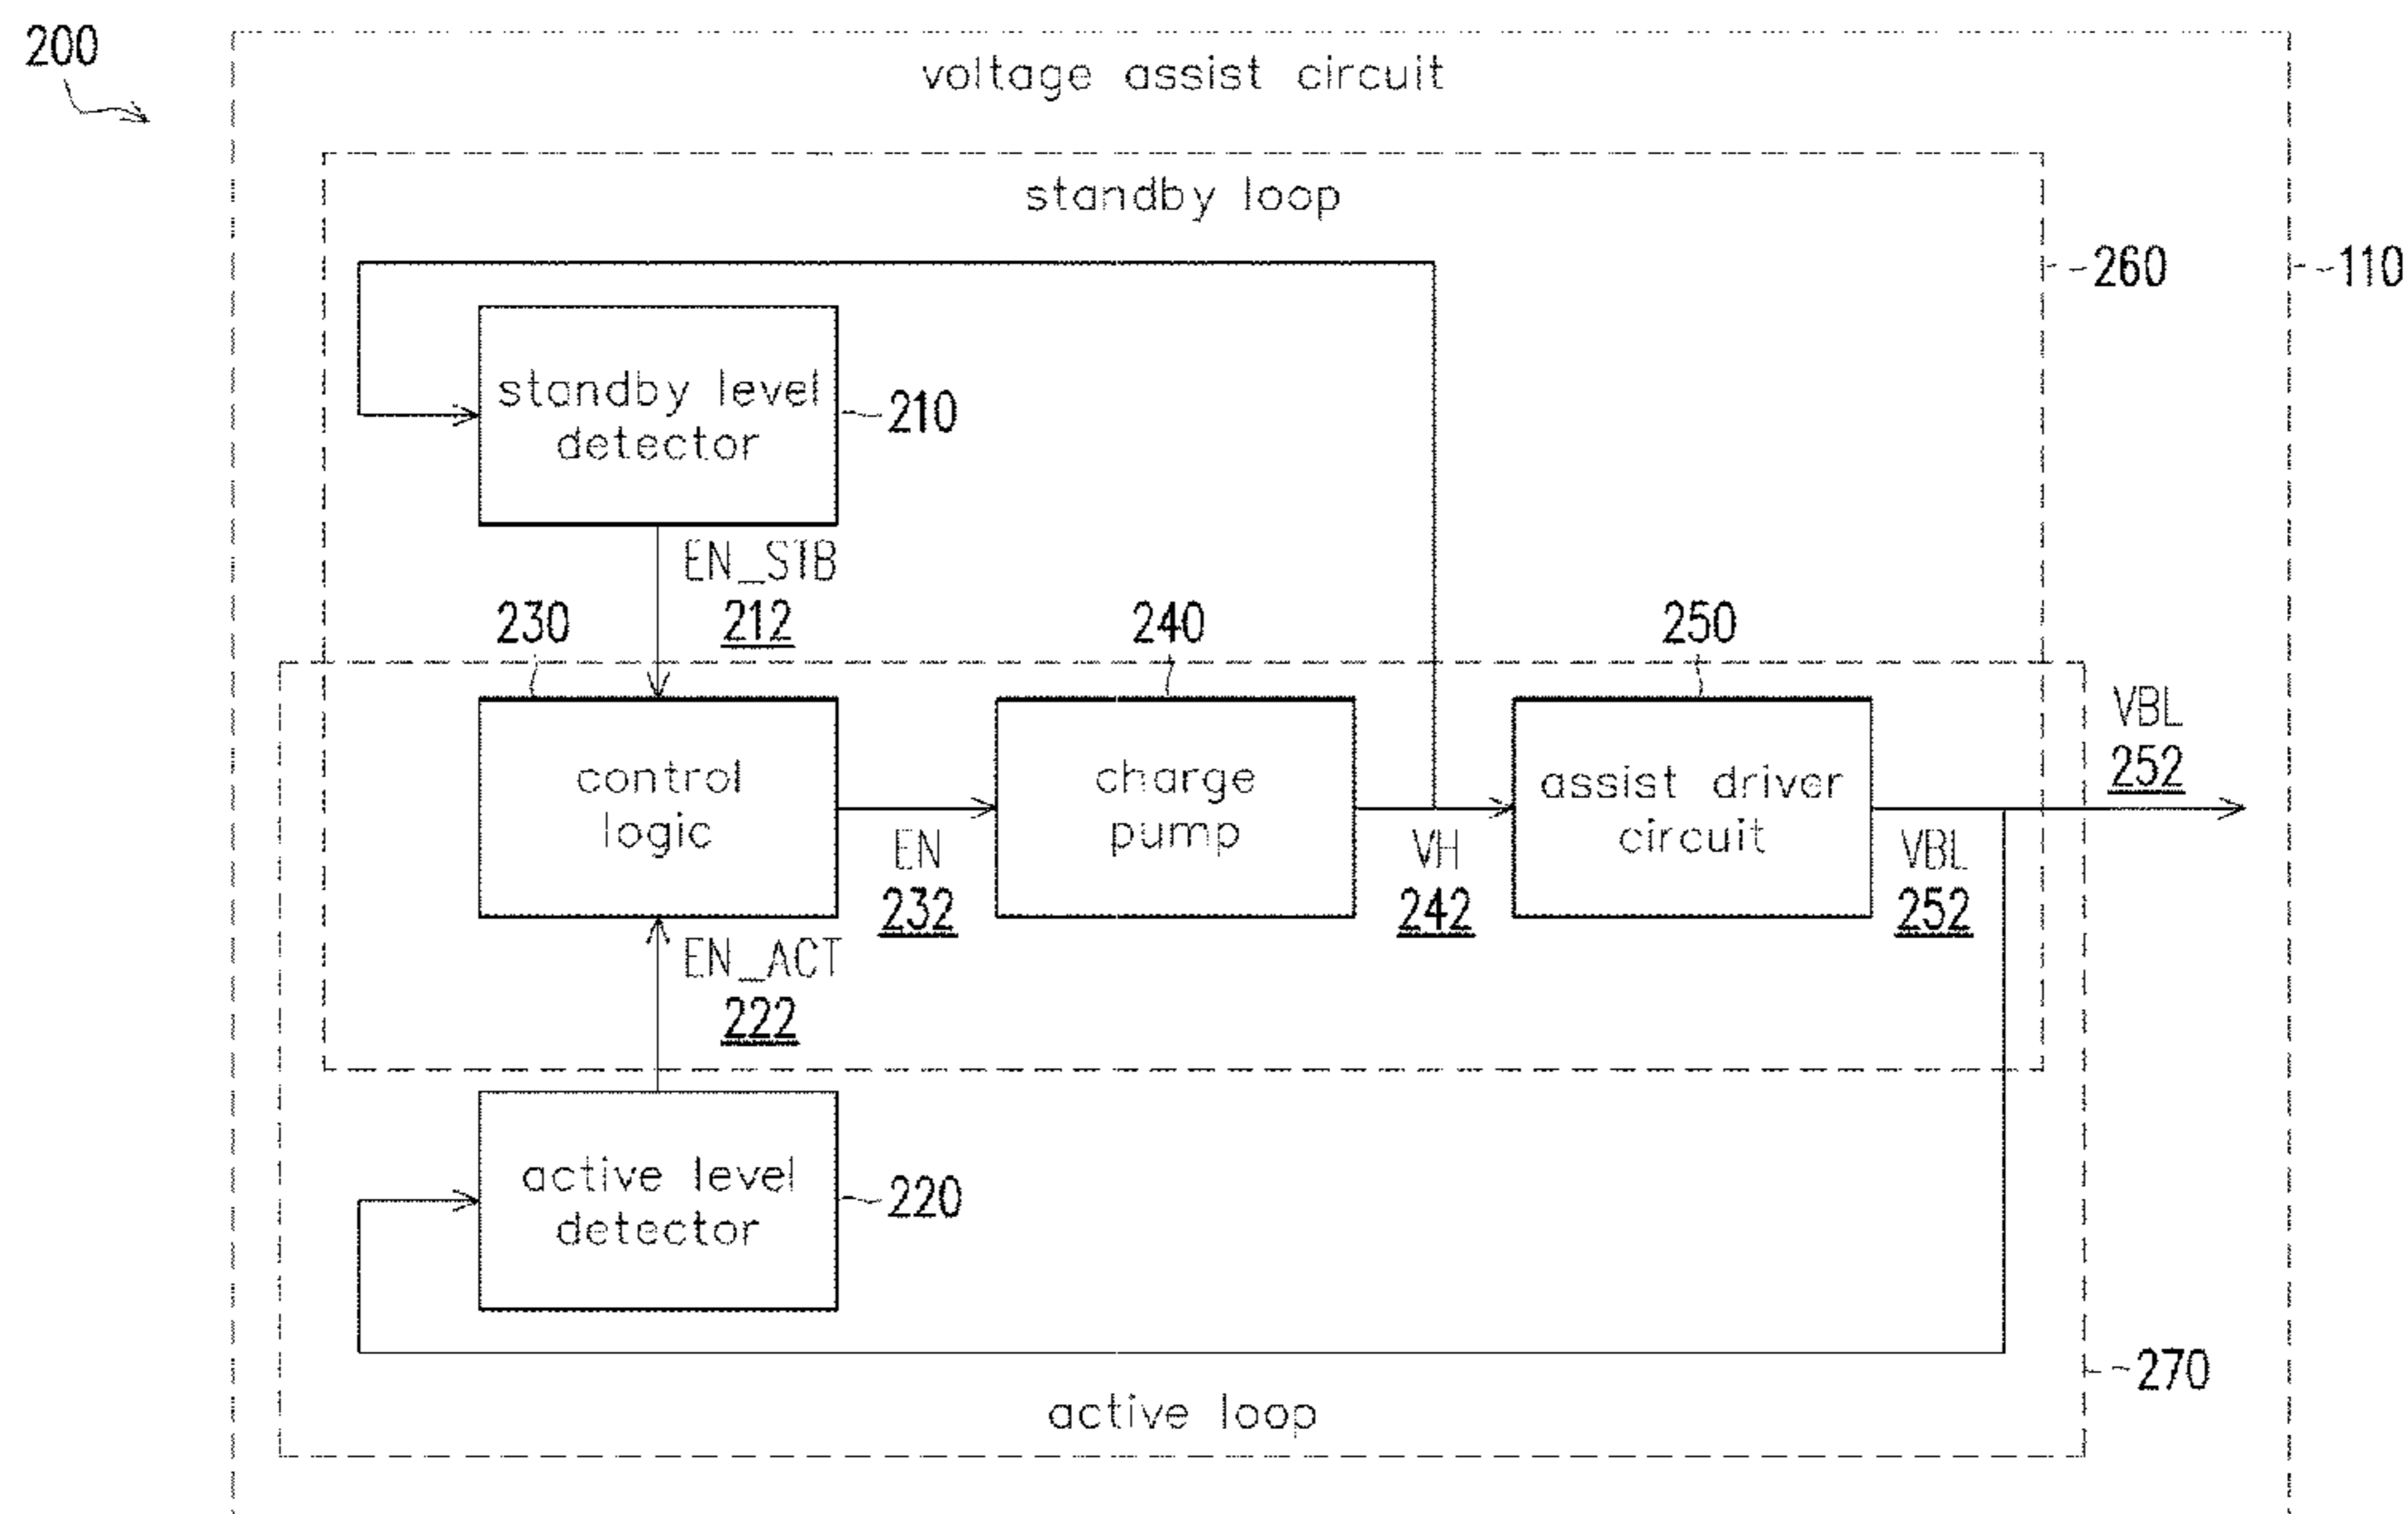 200
voltage assist circuit
standby loop
260
110
standby level
detector
210
EN_STB
212
230
240
250
control
logic
EN
232
charge
pump
VH
242
assist driver
circuit
VBL
252
VBL
252
EN_ACT
222
active level
detector
220
270
active loop